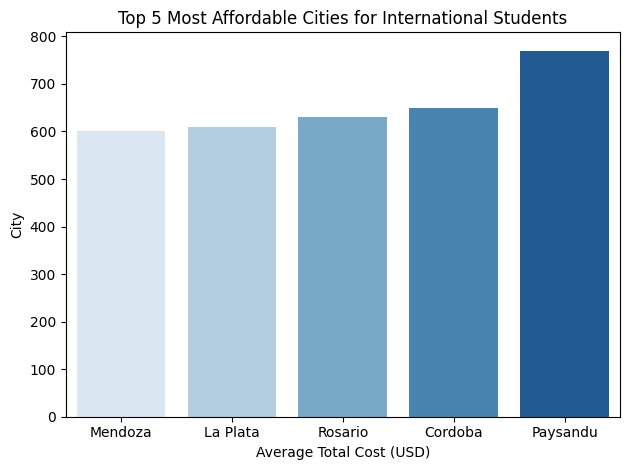 Top 5 Most Affordable Cities for International Students
800
700
600
500
400
300
200
100
0
City
Mendoza La Plata Rosario Cordoba Paysandu
Average Total Cost (USD)